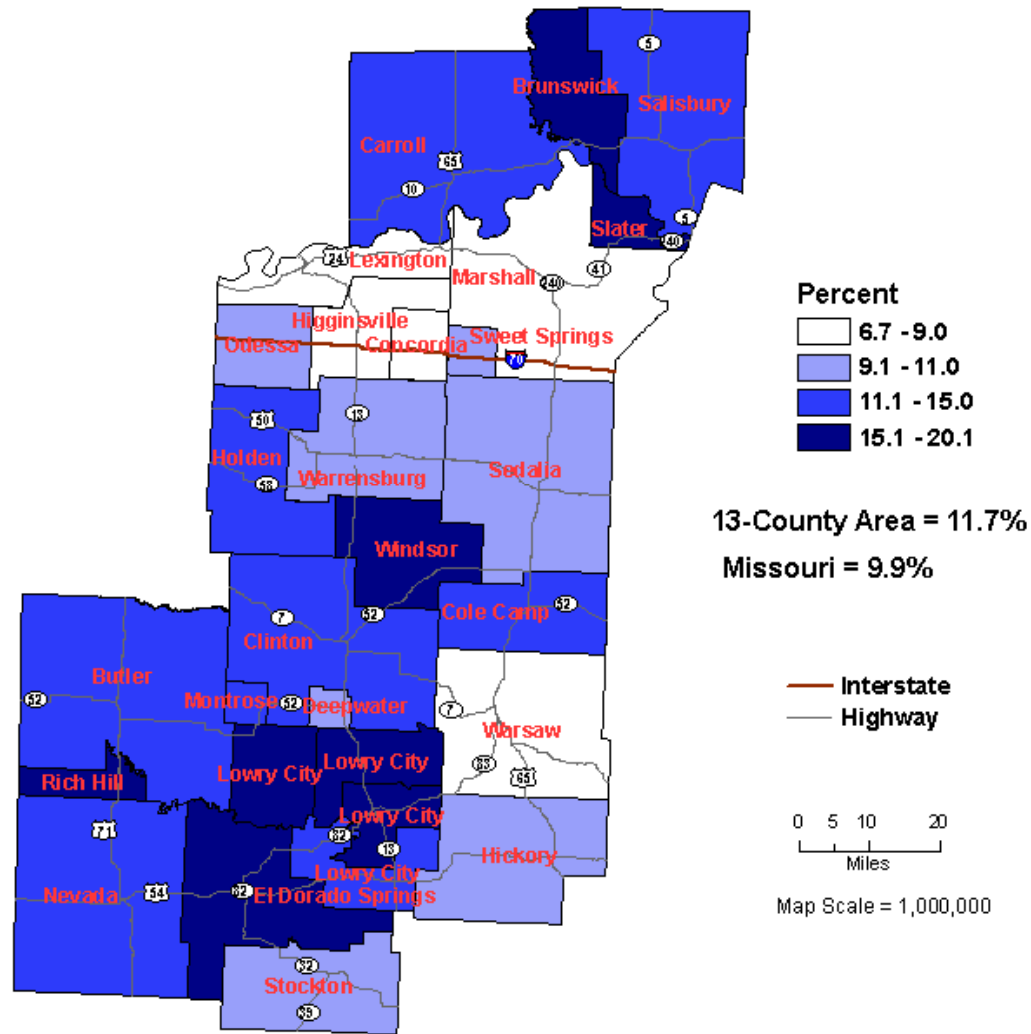 5
Brunswick
Salisbury
Carroll
65
10
Slater
5
40
24
Lexington
Marshall
41
240
Higginsville
Odessa
Concordia
Sweet Springs
70
13
50
Holden
58
Warrensburg
Sedalia
Windsor
Cole Camp
52
52
7
Clinton
Butler
52
Montrose
52
Deepwater
7
Warsaw
83
65
Rich Hill
Lowry City
Lowry City
Lowry City
71
82
13
Hickory
Lowry City
Nevada
54
82
El Dorado Springs
32
Stockton
39
Percent
6.7 - 9.0
9.1 - 11.0
11.1 - 15.0
15.1 - 20.1
13-County Area = 11.7%
Missouri = 9.9%
Interstate
Highway
0 5 10 20
Miles
Map Scale = 1,000,000